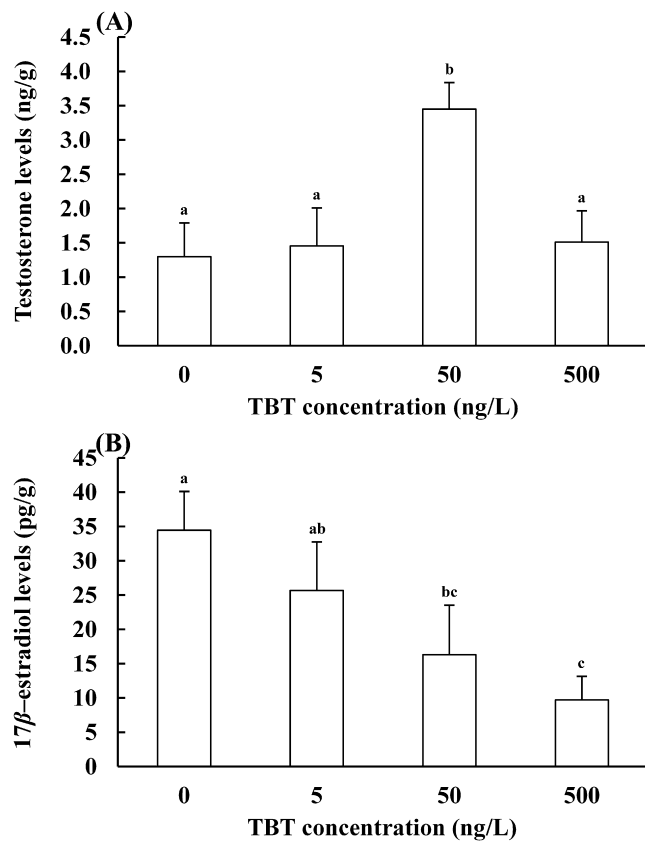 (A)
Testosterone levels (ng/g)
4.5
4.0
3.5
3.0
2.5
2.0
1.5
1.0
0.5
0.0
a
a
b
a
0 5 50 500
TBT concentration (ng/L)
(B)
17β–estradiol levels (pg/g)
45
40
35
30
25
20
15
10
5
0
a
ab
bc
c
0 5 50 500
TBT concentration (ng/L)